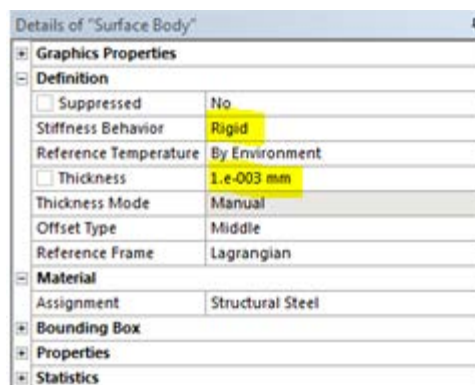 Details of "Surface Body"
Graphics Properties
Definition
Suppressed No
Stiffness Behavior Rigid
Reference Temperature By Environment
Thickness 1.e-003 mm
Thickness Mode Manual
Offset Type Middle
Reference Frame Lagrangian
Material
Assignment Structural Steel
Bounding Box
Properties
Statistics